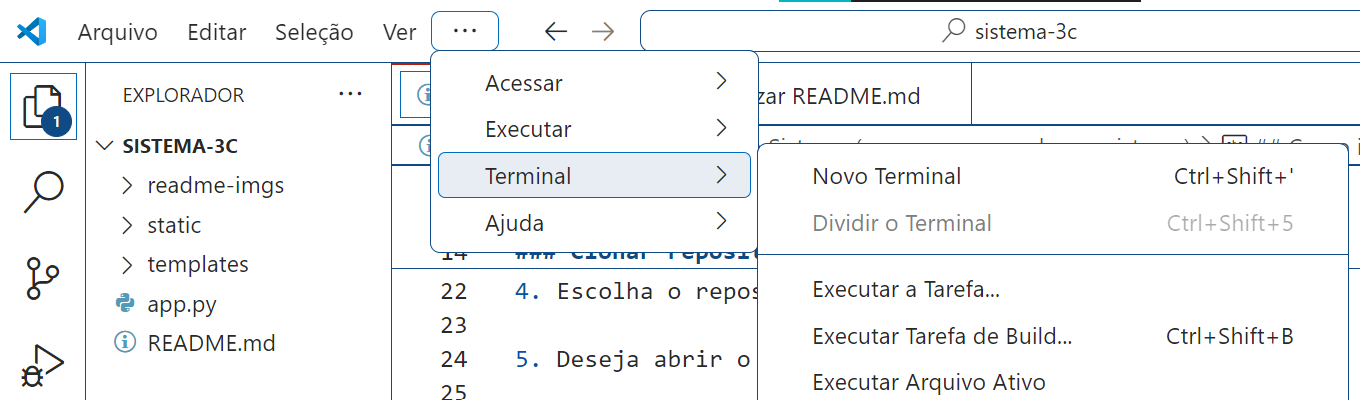 Arquivo Editar Seleção Ver ... sistema-3c
EXPLORADOR ...
zar README.md
1
SISTEMA-3C
readme-imgs
static
templates
app.py
README.md
Acessar
Executar
Terminal
Ajuda
Novo Terminal Ctrl+Shift+'
Dividir o Terminal Ctrl+Shift+5
Executar a Tarefa...
Executar Tarefa de Build... Ctrl+Shift+B
Executar Arquivo Ativo
14 ### Clonar reposit
22 4. Escolha o repos
23
24 5. Deseja abrir o
25